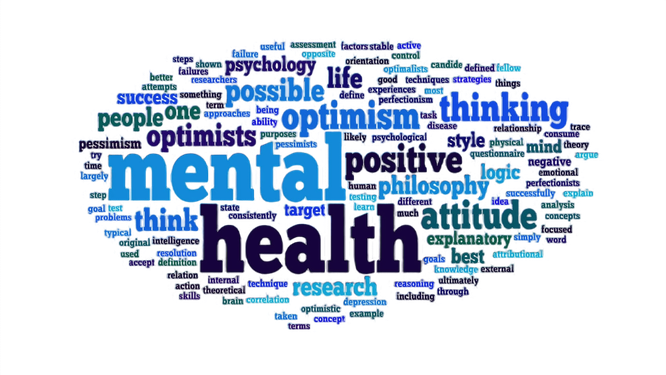 useful assessment factors stable active
steps shown failure opposite control
failures psychology orientation candide defined fellow
better researchers life optimalists
attempts something possible define good techniques strategies things
success term experiences most
people one approaches being perfectionism thinking
ability optimism task relationship trace
pessimism optimists purposes disease consume
likely psychological style physical mind theory
try pessimists questionnaire argue
time mental positive negative
largely logic emotional
human philosophy perfectionists
step testing successfully explain
goal test state target learn different idea analysis
problems think consistently much attitude concepts
typical health focused
original intelligence explanatory simply word
used resolution goals best attributional
accept definition knowledge external
relation internal technique research reasoning ultimately
action theoretical including through
skills brain correlation depression
optimistic example
taken concept
terms